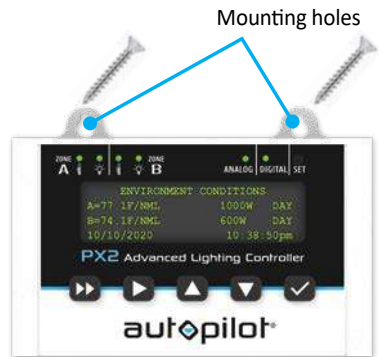 Mounting holes
ZONE A ZONE B ANALOG DIGITAL SET
ENVIRONMENT CONDITIONS
A=77.1F/NML 1000W DAY
B=74.1F/NML 600W DAY
10/10/2020 10:38:50pm
PX2 Advanced Lighting Controller
autopilot